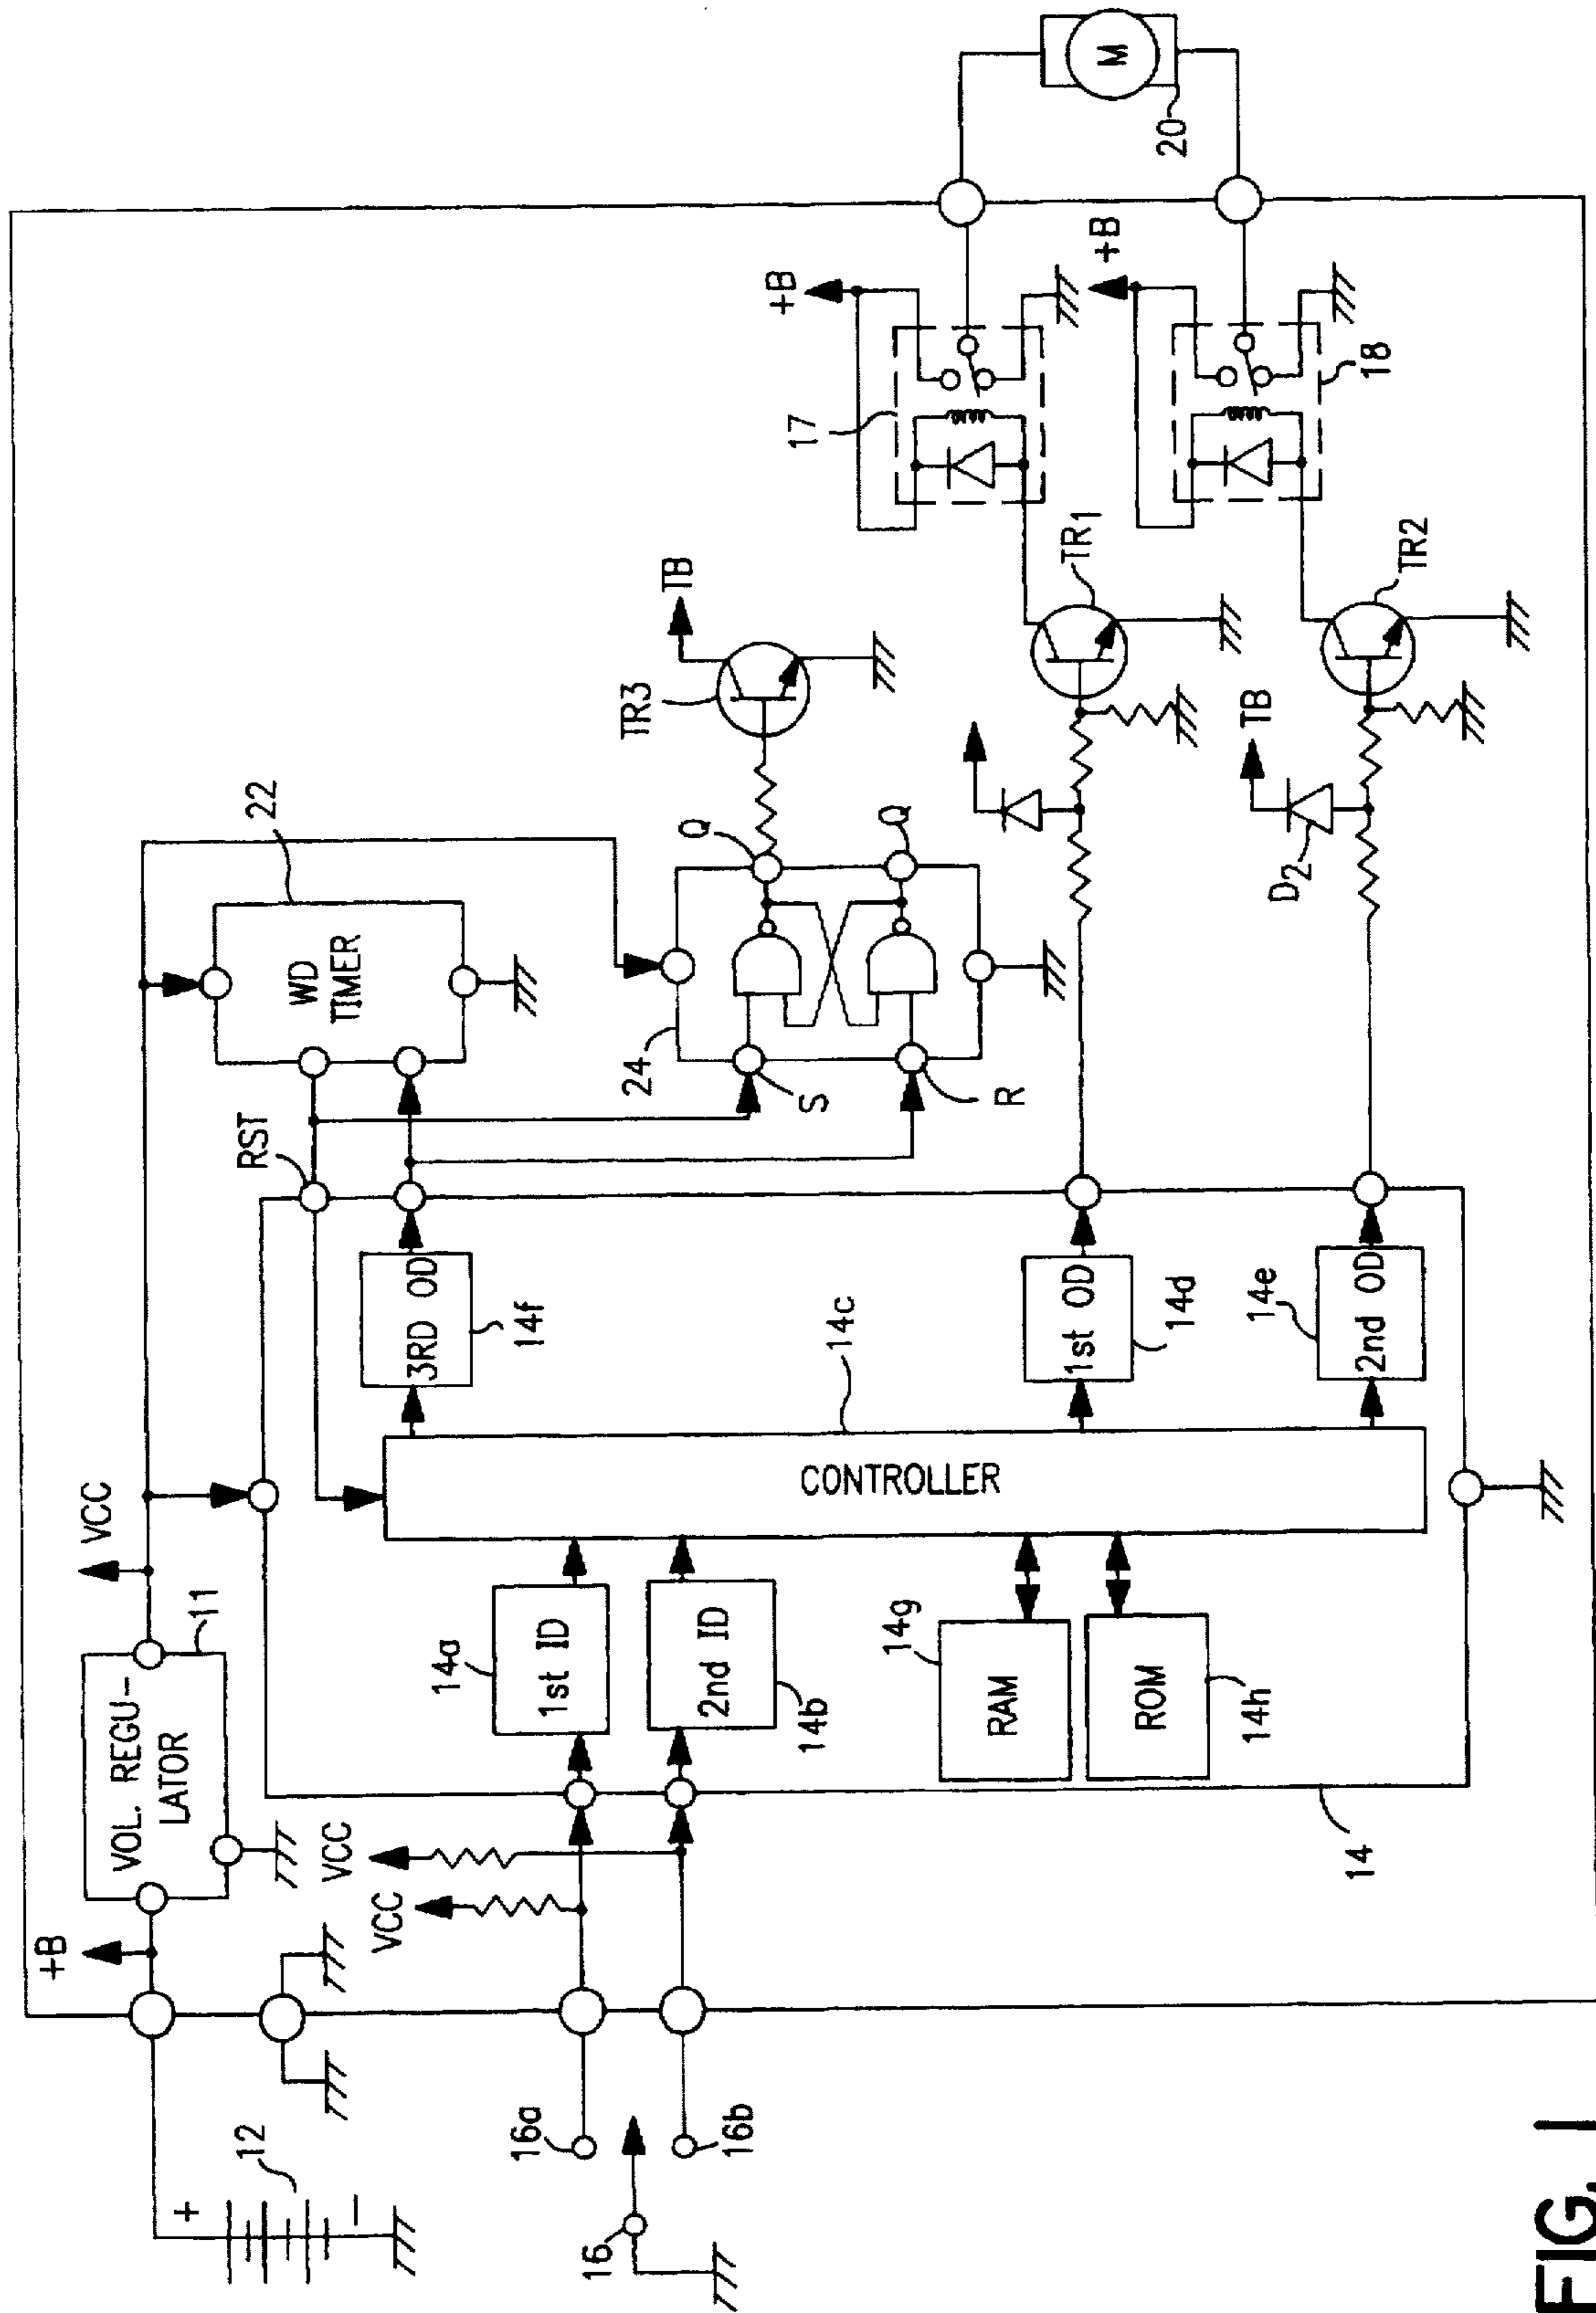 +B
VOL. REGU-
LATOR
11
VCC
22
WD
TIMER
RST
12
+
−
VCC
VCC
16a
16
16b
14a
1st ID
2nd ID
14b
14g
RAM
ROM
14h
14
CONTROLLER
14c
3RD OD
14f
1st OD
14d
14e
2nd OD
24
S
R
Q
Q
TR3
TB
TB
D2
TR1
TR2
17
+B
+B
18
M
20
FIG. 1